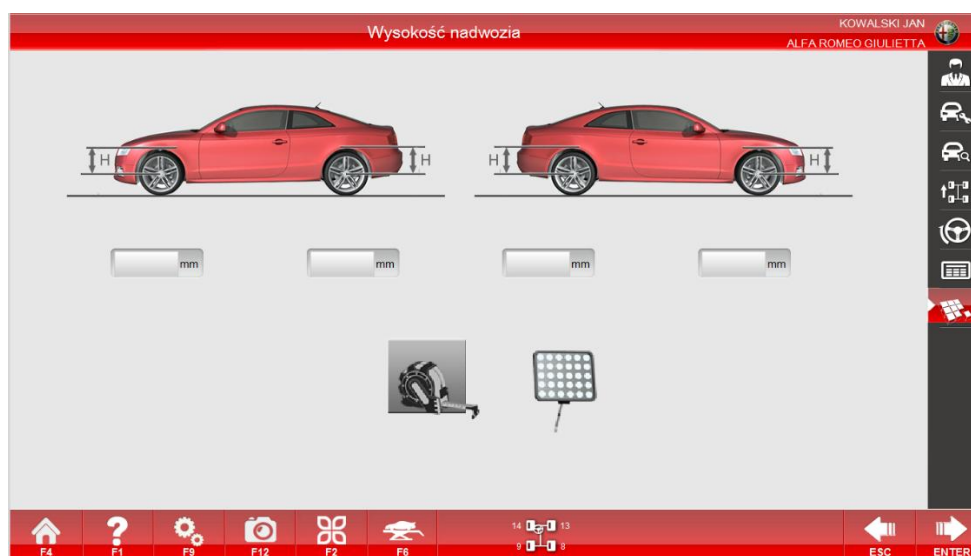 Wysokość nadwozia
KOWALSKI JAN
ALFA ROMEO GIULIETTA
H H H H
mm mm mm mm
14 13
9 8
F4 F1 F9 F12 F2 F6 ESC ENTER